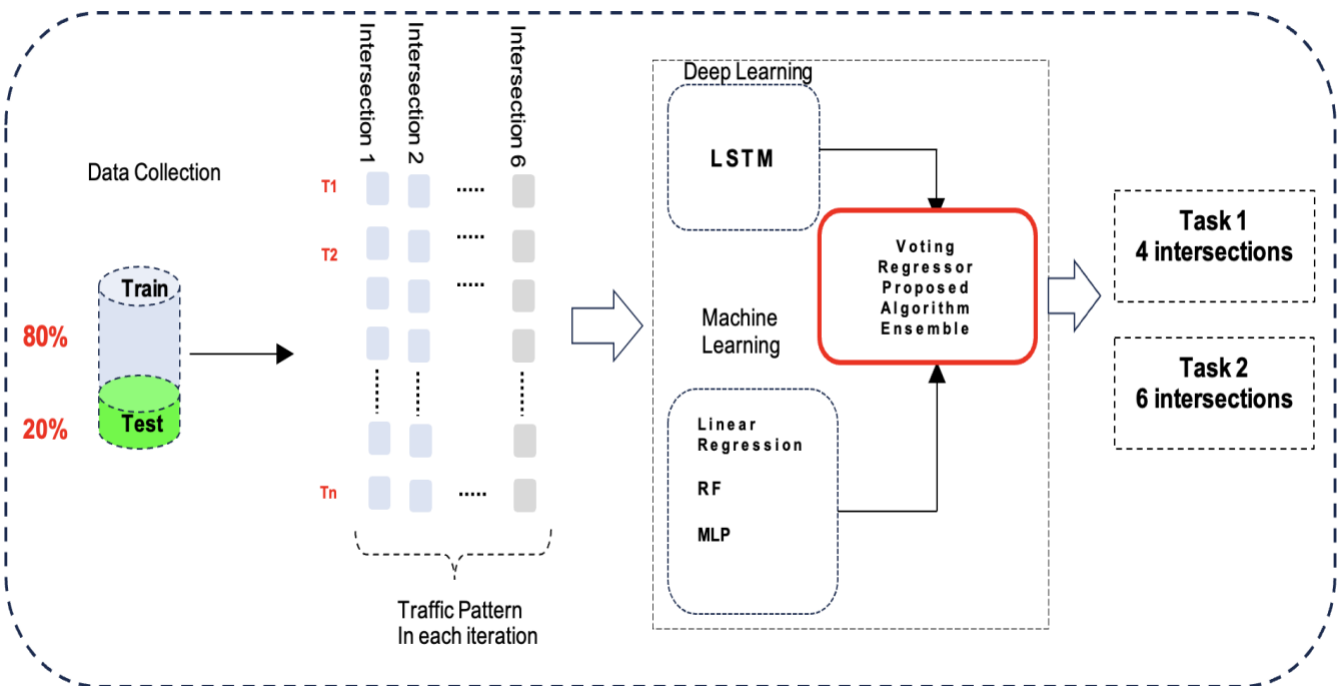 Data Collection
Train
80%
Test
20%
Intersection 1
Intersection 2
Intersection 6
T1
.....
T2
.....
.....
Tn
.....
Traffic Pattern
In each iteration
Deep Learning
LSTM
Machine
Learning
Linear
Regression
RF
MLP
Voting
Regressor
Proposed
Algorithm
Ensemble
Task 1
4 intersections
Task 2
6 intersections